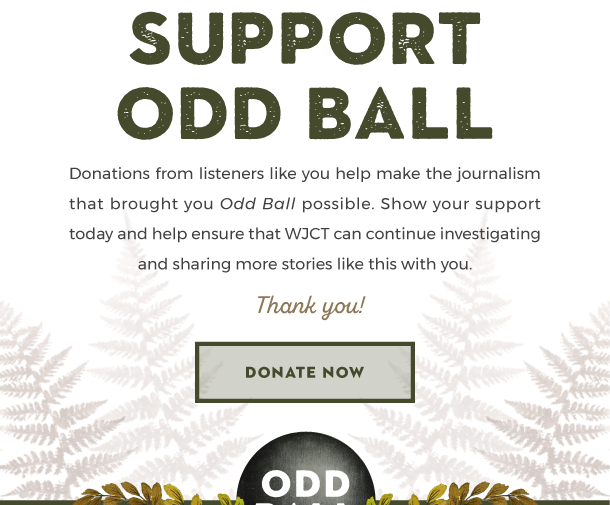 SUPPORT
ODD BALL
Donations from listeners like you help make the journalism
that brought you Odd Ball possible. Show your support
today and help ensure that WJCT can continue investigating
and sharing more stories like this with you.
Thank you!
DONATE NOW
ODD